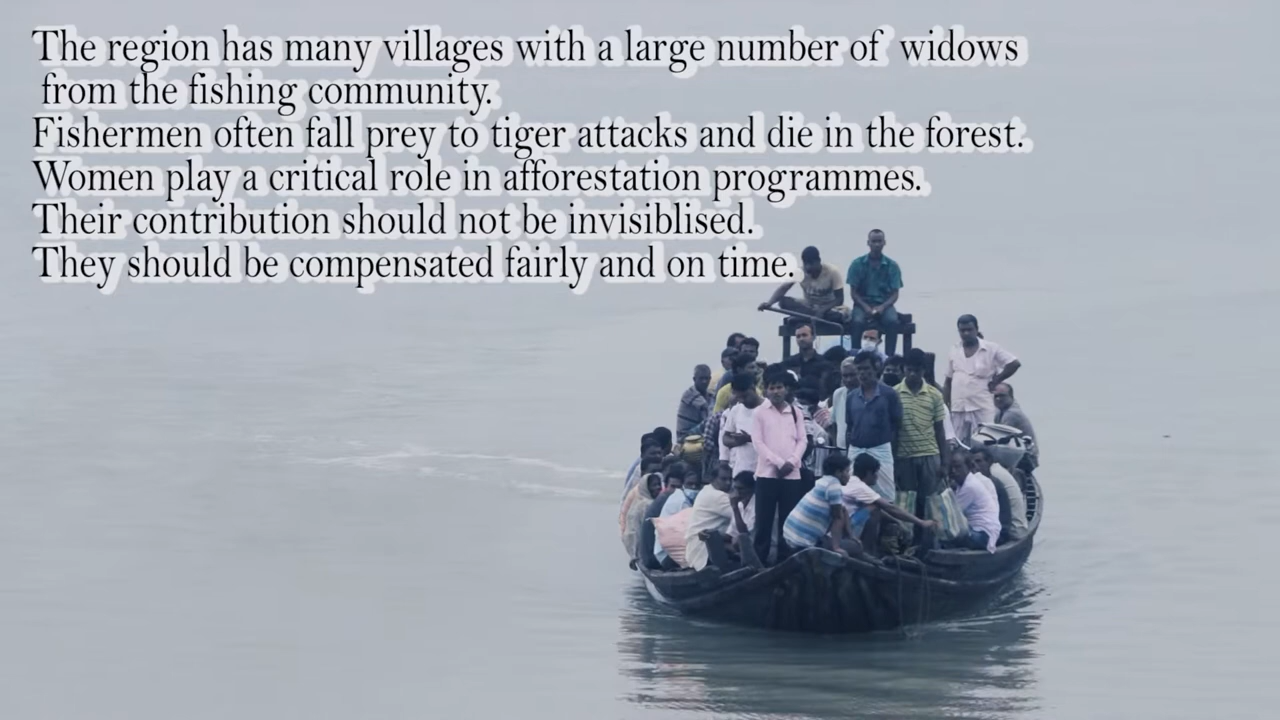 The region has many villages with a large number of widows
from the fishing community.
Fishermen often fall prey to tiger attacks and die in the forest.
Women play a critical role in afforestation programmes.
Their contribution should not be invisiblised.
They should be compensated fairly and on time.